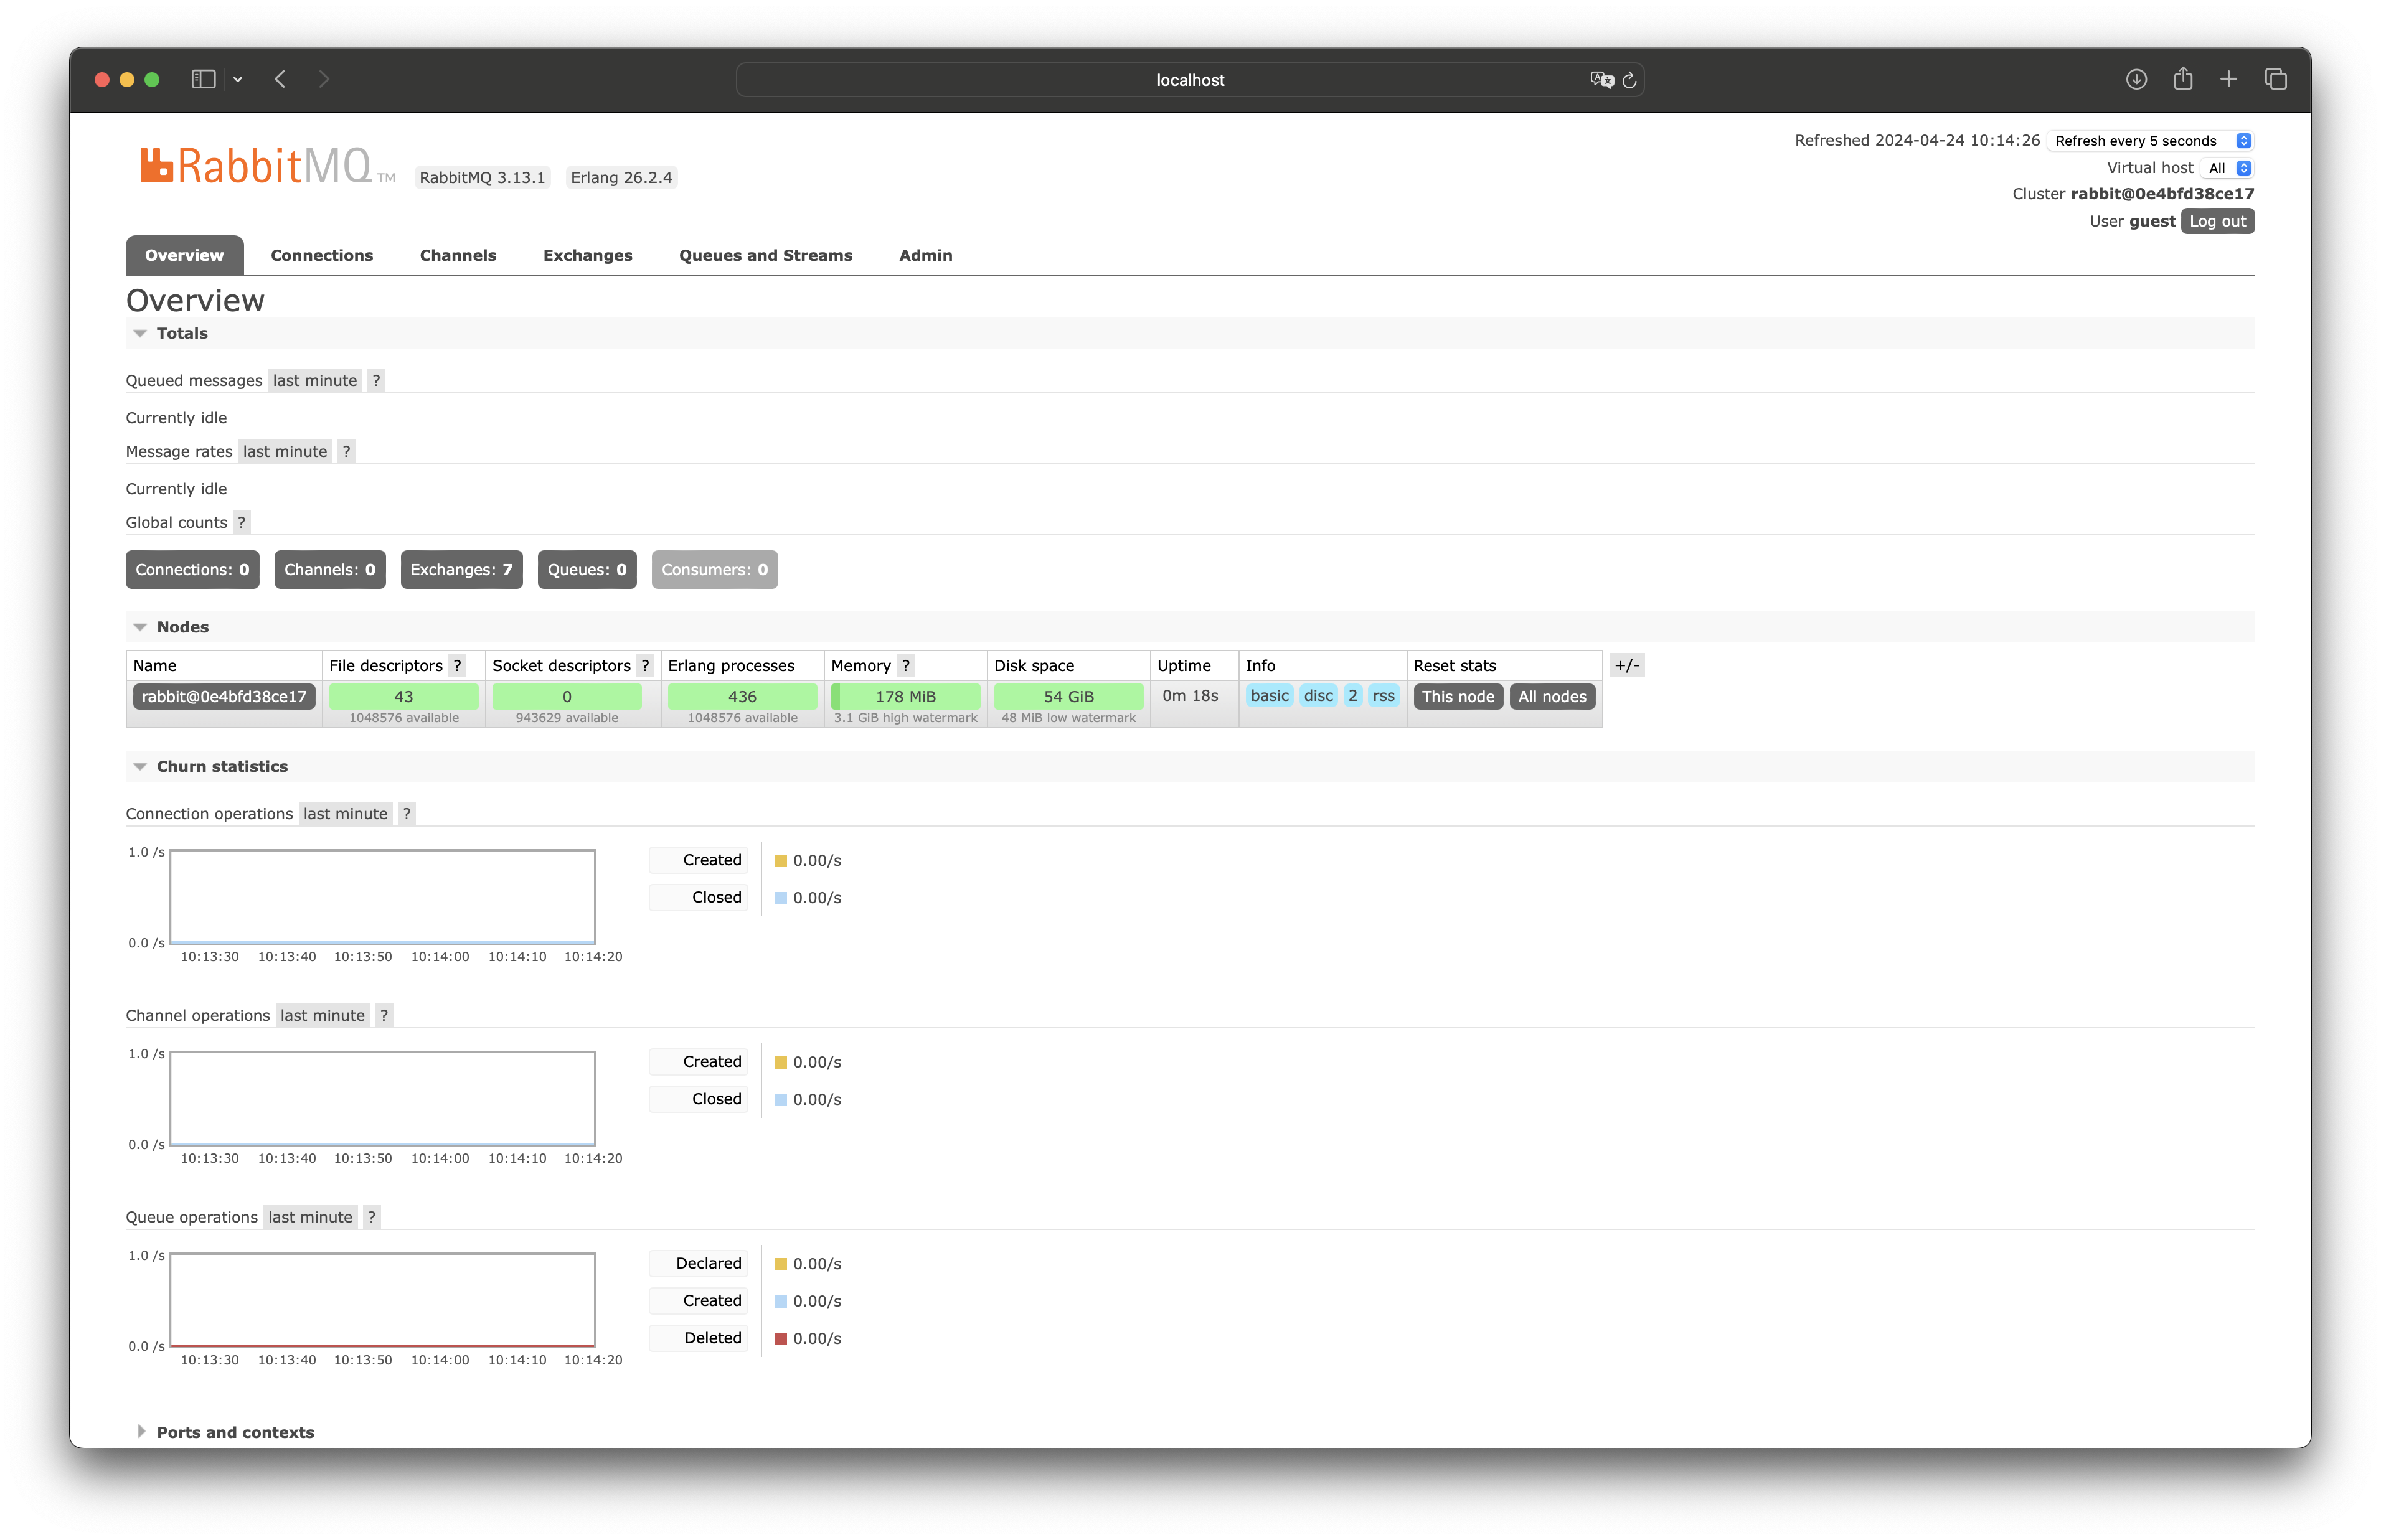 localhost
RabbitMQ TM
RabbitMQ 3.13.1 Erlang 26.2.4
Refreshed 2024-04-24 10:14:26 Refresh every 5 seconds
Virtual host All
Cluster rabbit@0e4bfd38ce17
User guest Log out
Overview Connections Channels Exchanges Queues and Streams Admin
Overview
Totals
Queued messages last minute ?
Currently idle
Message rates last minute ?
Currently idle
Global counts ?
Connections: 0 Channels: 0 Exchanges: 7 Queues: 0 Consumers: 0
Nodes
Name File descriptors ? Socket descriptors ? Erlang processes Memory ? Disk space Uptime Info Reset stats +/-
rabbit@0e4bfd38ce17 43 0 436 178 MiB 54 GiB 0m 18s basic disc 2 rss This node All nodes
1048576 available 943629 available 1048576 available 3.1 GiB high watermark 48 MiB low watermark
Churn statistics
Connection operations last minute ?
1.0 /s Created 0.00/s
Closed 0.00/s
0.0 /s
10:13:30 10:13:40 10:13:50 10:14:00 10:14:10 10:14:20
Channel operations last minute ?
1.0 /s Created 0.00/s
Closed 0.00/s
0.0 /s
10:13:30 10:13:40 10:13:50 10:14:00 10:14:10 10:14:20
Queue operations last minute ?
1.0 /s Declared 0.00/s
Created 0.00/s
Deleted 0.00/s
0.0 /s
10:13:30 10:13:40 10:13:50 10:14:00 10:14:10 10:14:20
Ports and contexts